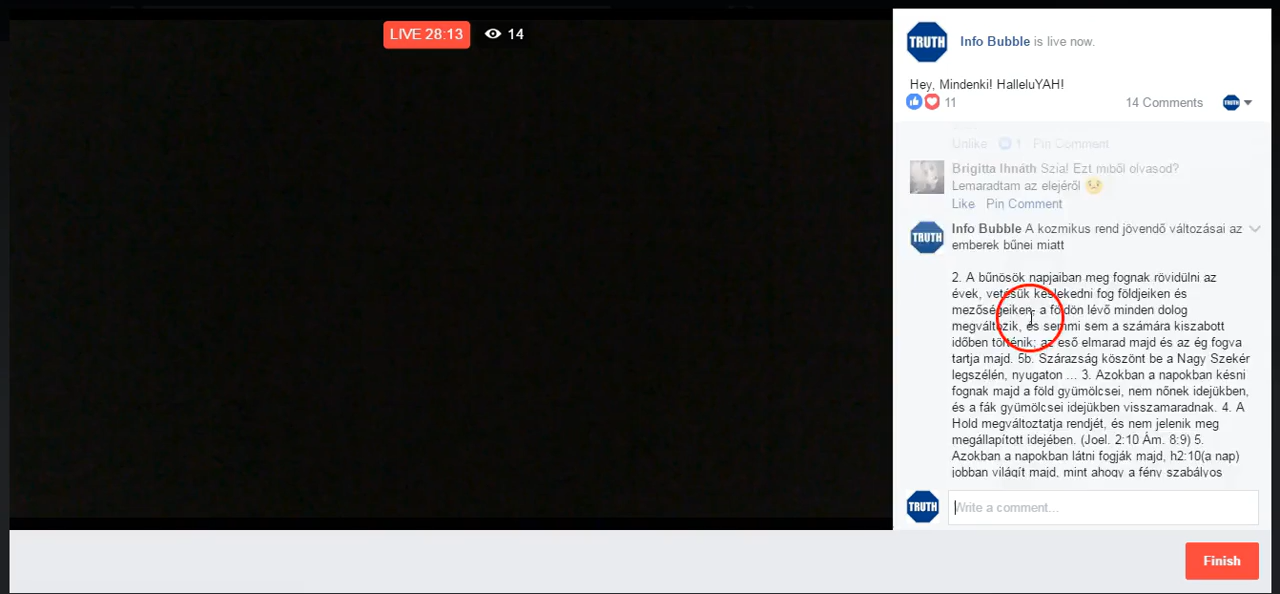 LIVE 28:13
14
TRUTH
Info Bubble is live now.
Hey, Mindenki! HalleluYAH!
11
14 Comments
TRUTH
Unlike 1 Pin Comment
Brigitta Ihnáth Szia! Ezt miből olvasod?
Lemaradtam az elejéről
Like Pin Comment
TRUTH
Info Bubble A kozmikus rend jövendő változásai az
emberek bűnei miatt
2. A bűnösök napjaiban meg fognak rövidülni az
évek, vetésük késlekedni fog földjeiken és
mezőségeiken; a földön lévő minden dolog
megváltozik, és semmi sem a számára kiszabott
időben történik; az eső elmarad majd és az ég fogva
tartja majd. 5b. Szárazság köszönt be a Nagy Szekér
legszélén, nyugaton ... 3. Azokban a napokban késni
fognak majd a föld gyümölcsei, nem nőnek idejükben,
és a fák gyümölcsei idejükben visszamaradnak. 4. A
Hold megváltoztatja rendjét, és nem jelenik meg
megállapított idejében. (Joel. 2:10 Ám. 8:9) 5.
Azokban a napokban látni fogják majd, h2:10(a nap)
jobban világít majd, mint ahogy a fény szabályos
TRUTH
Write a comment...
Finish